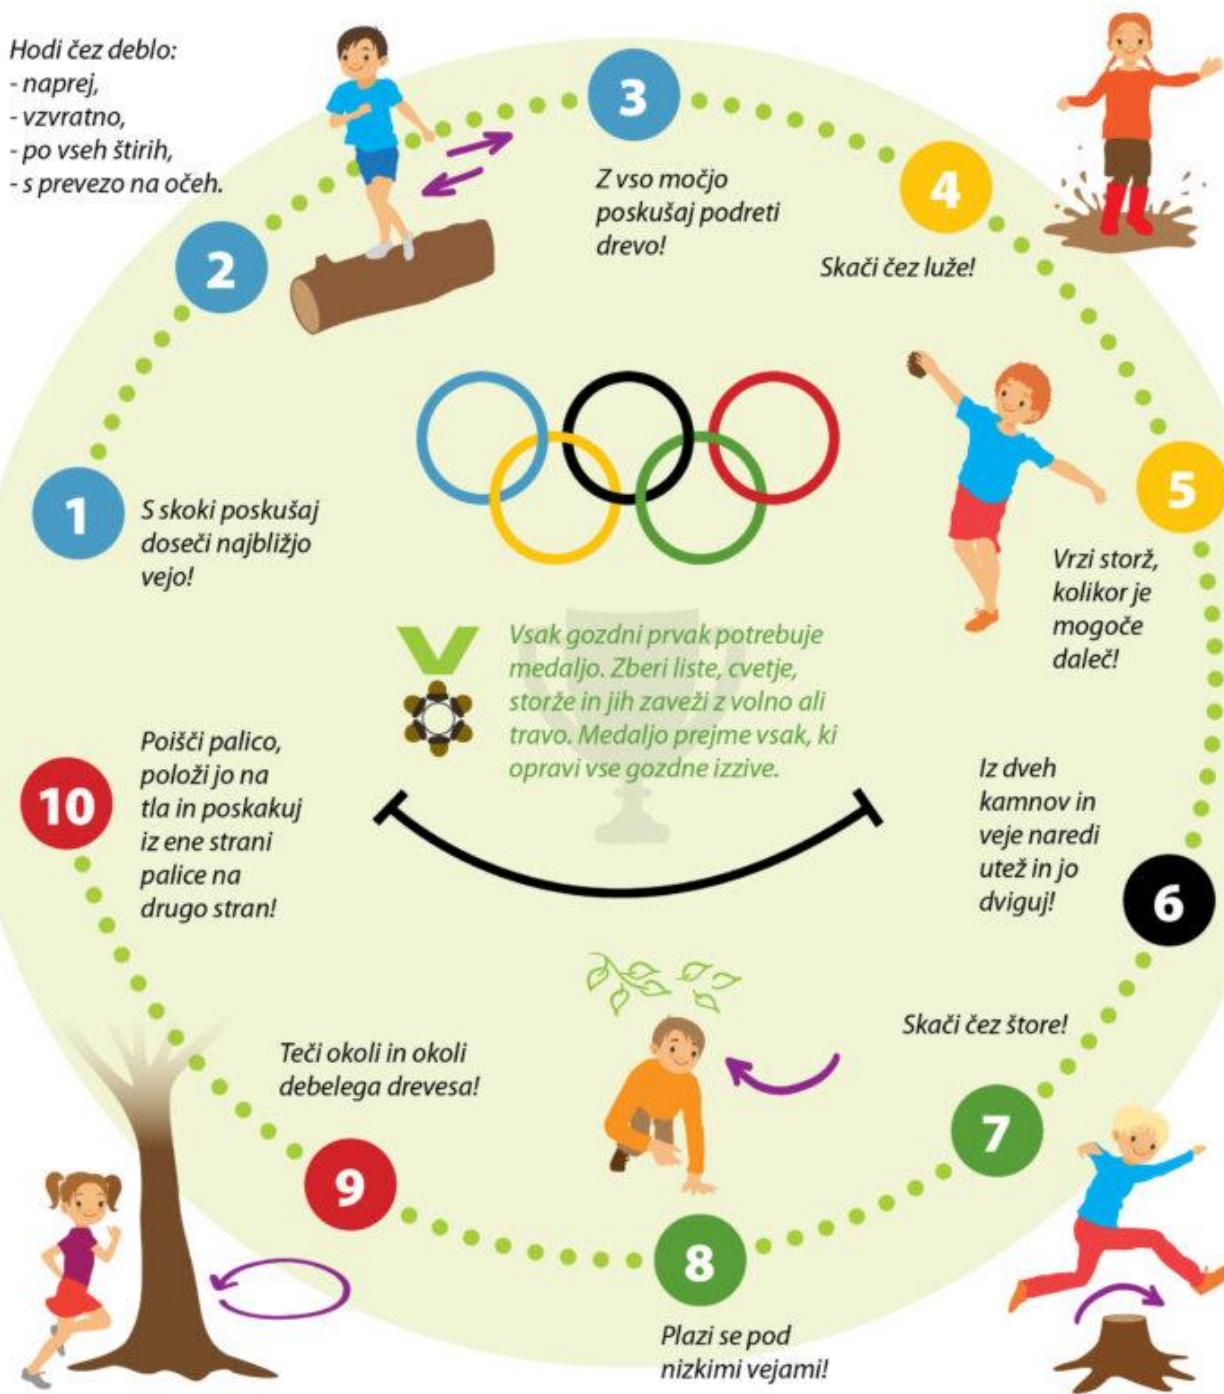 Hodi čez deblo:
- naprej,
- vzvratno,
- po vseh štirih,
- s prevezo na očeh.
2
3
Z vso močjo
poskušaj podreti
drevo!
4
Skači čez luže!
1
S skoki poskušaj
doseči najbližjo
vejo!
5
Vrzi storž,
kolikor je
mogoče
daleč!
Vsak gozdni prvak potrebuje
medaljo. Zberi liste, cvetje,
storže in jih zaveži z volno ali
travo. Medaljo prejme vsak, ki
opravi vse gozdne izzive.
10
Poišči palico,
položi jo na
tla in poskakuj
iz ene strani
palice na
drugo stran!
Iz dveh
kamnov in
veje naredi
utež in jo
dviguj!
6
Skači čez štore!
7
Teči okoli in okoli
debelega drevesa!
9
8
Plazi se pod
nizkimi vejami!